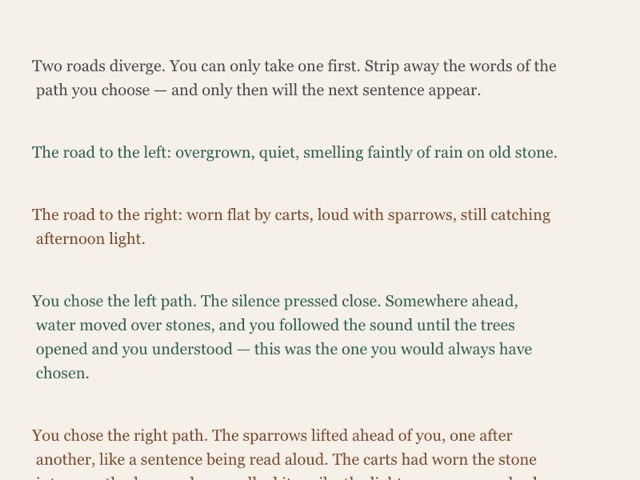 Two roads diverge. You can only take one first. Strip away the words of the
path you choose — and only then will the next sentence appear.
The road to the left: overgrown, quiet, smelling faintly of rain on old stone.
The road to the right: worn flat by carts, loud with sparrows, still catching
afternoon light.
You chose the left path. The silence pressed close. Somewhere ahead,
water moved over stones, and you followed the sound until the trees
opened and you understood — this was the one you would always have
chosen.
You chose the right path. The sparrows lifted ahead of you, one after
another, like a sentence being read aloud. The carts had worn the stone